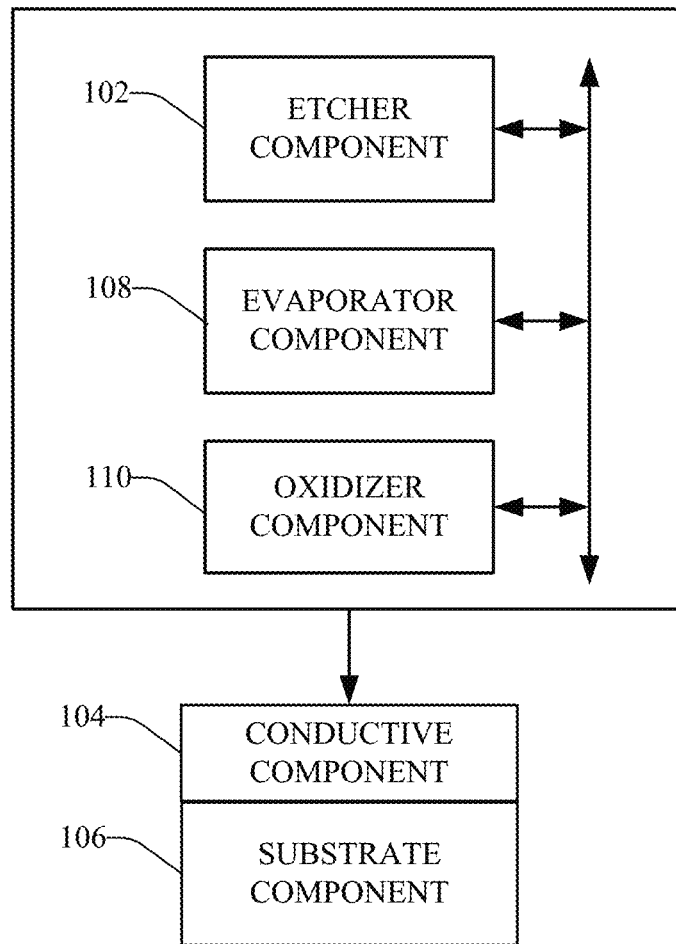 102
ETCHER
COMPONENT
108
EVAPORATOR
COMPONENT
110
OXIDIZER
COMPONENT
104
CONDUCTIVE
COMPONENT
106
SUBSTRATE
COMPONENT